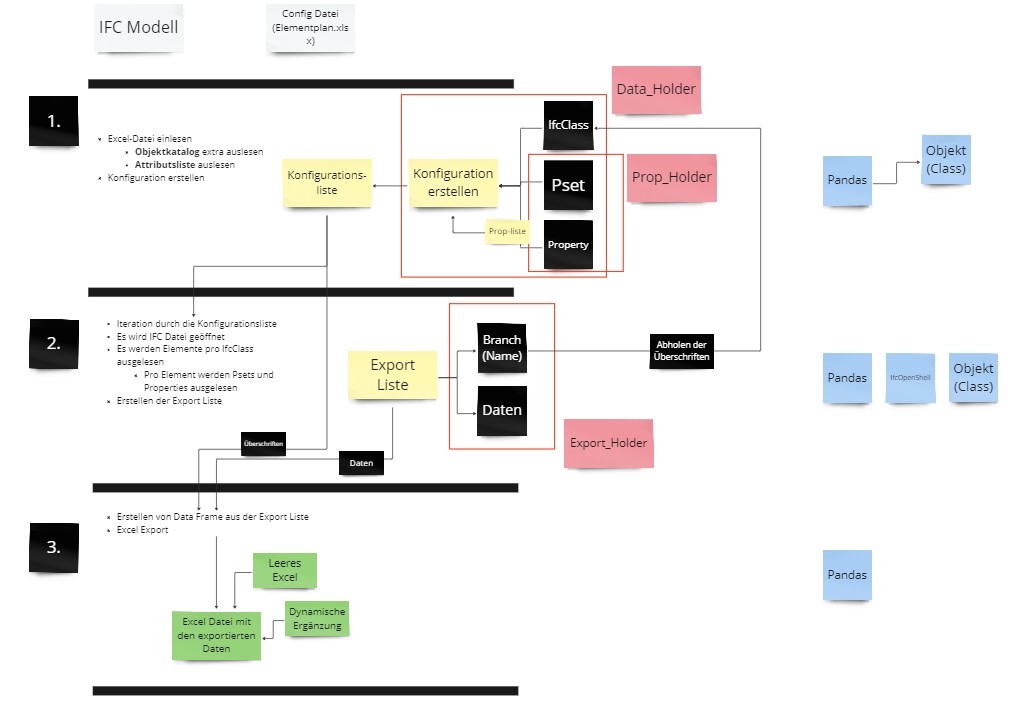 IFC Modell
Config Datei
(Elementplan.xls
x)
1.
Excel-Datei einlesen
Objektkatalog extra auslesen
Attributsliste auslesen
Konfiguration erstellen
Konfigurations-
liste
Konfiguration
erstellen
Prop-liste
IfcClass
Pset
Property
Data_Holder
Prop_Holder
Pandas
Objekt
(Class)
2.
Iteration durch die Konfigurationsliste
Es wird IFC Datei geöffnet
Es werden Elemente pro IfcClass
ausgelesen
Pro Element werden Psets und
Properties ausgelesen
Erstellen der Export Liste
Export
Liste
Branch
(Name)
Daten
Abholen der
Überschriften
Export_Holder
Pandas
IfcOpenShell
Objekt
(Class)
Überschriften
Daten
3.
Erstellen von Data Frame aus der Export Liste
Excel Export
Leeres
Excel
Dynamische
Ergänzung
Excel Datei mit
den exportierten
Daten
Pandas